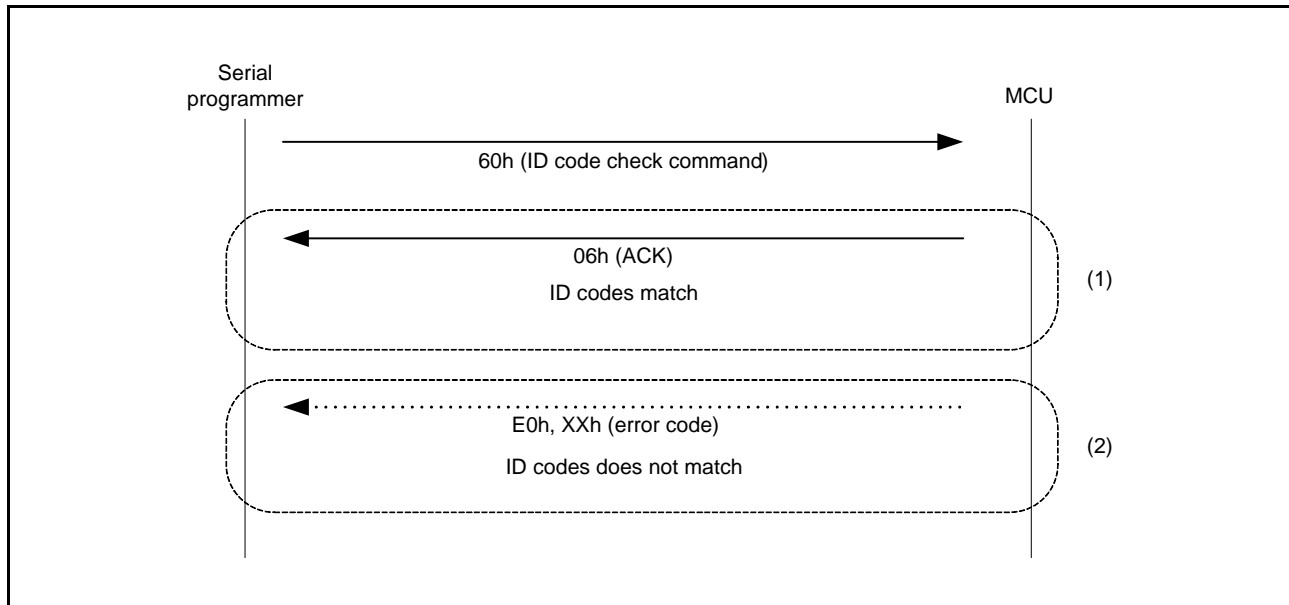 Serial
programmer
MCU
60h (ID code check command)
06h (ACK)
ID codes match
(1)
E0h, XXh (error code)
ID codes does not match
(2)